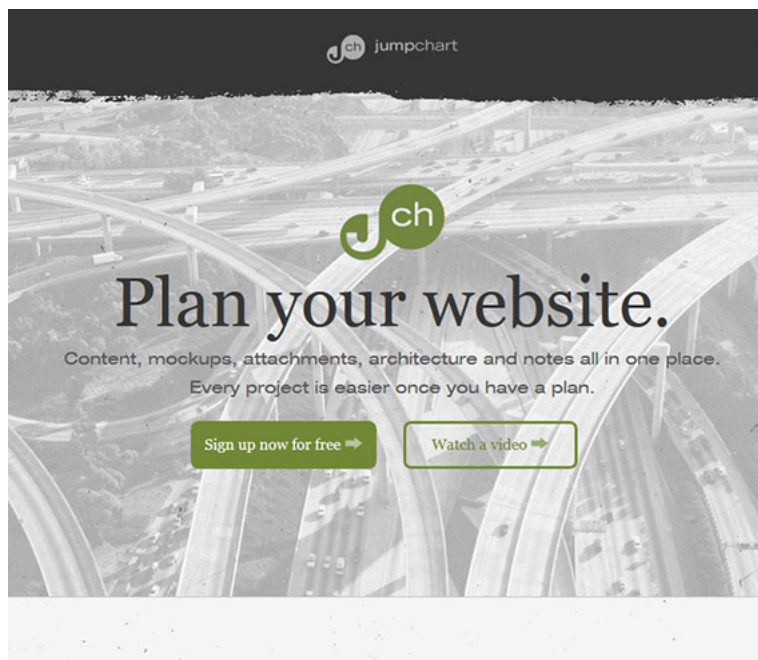 ch jumpchart
ch
Plan your website.
Content, mockups, attachments, architecture and notes all in one place.
Every project is easier once you have a plan.
Sign up now for free
Watch a video